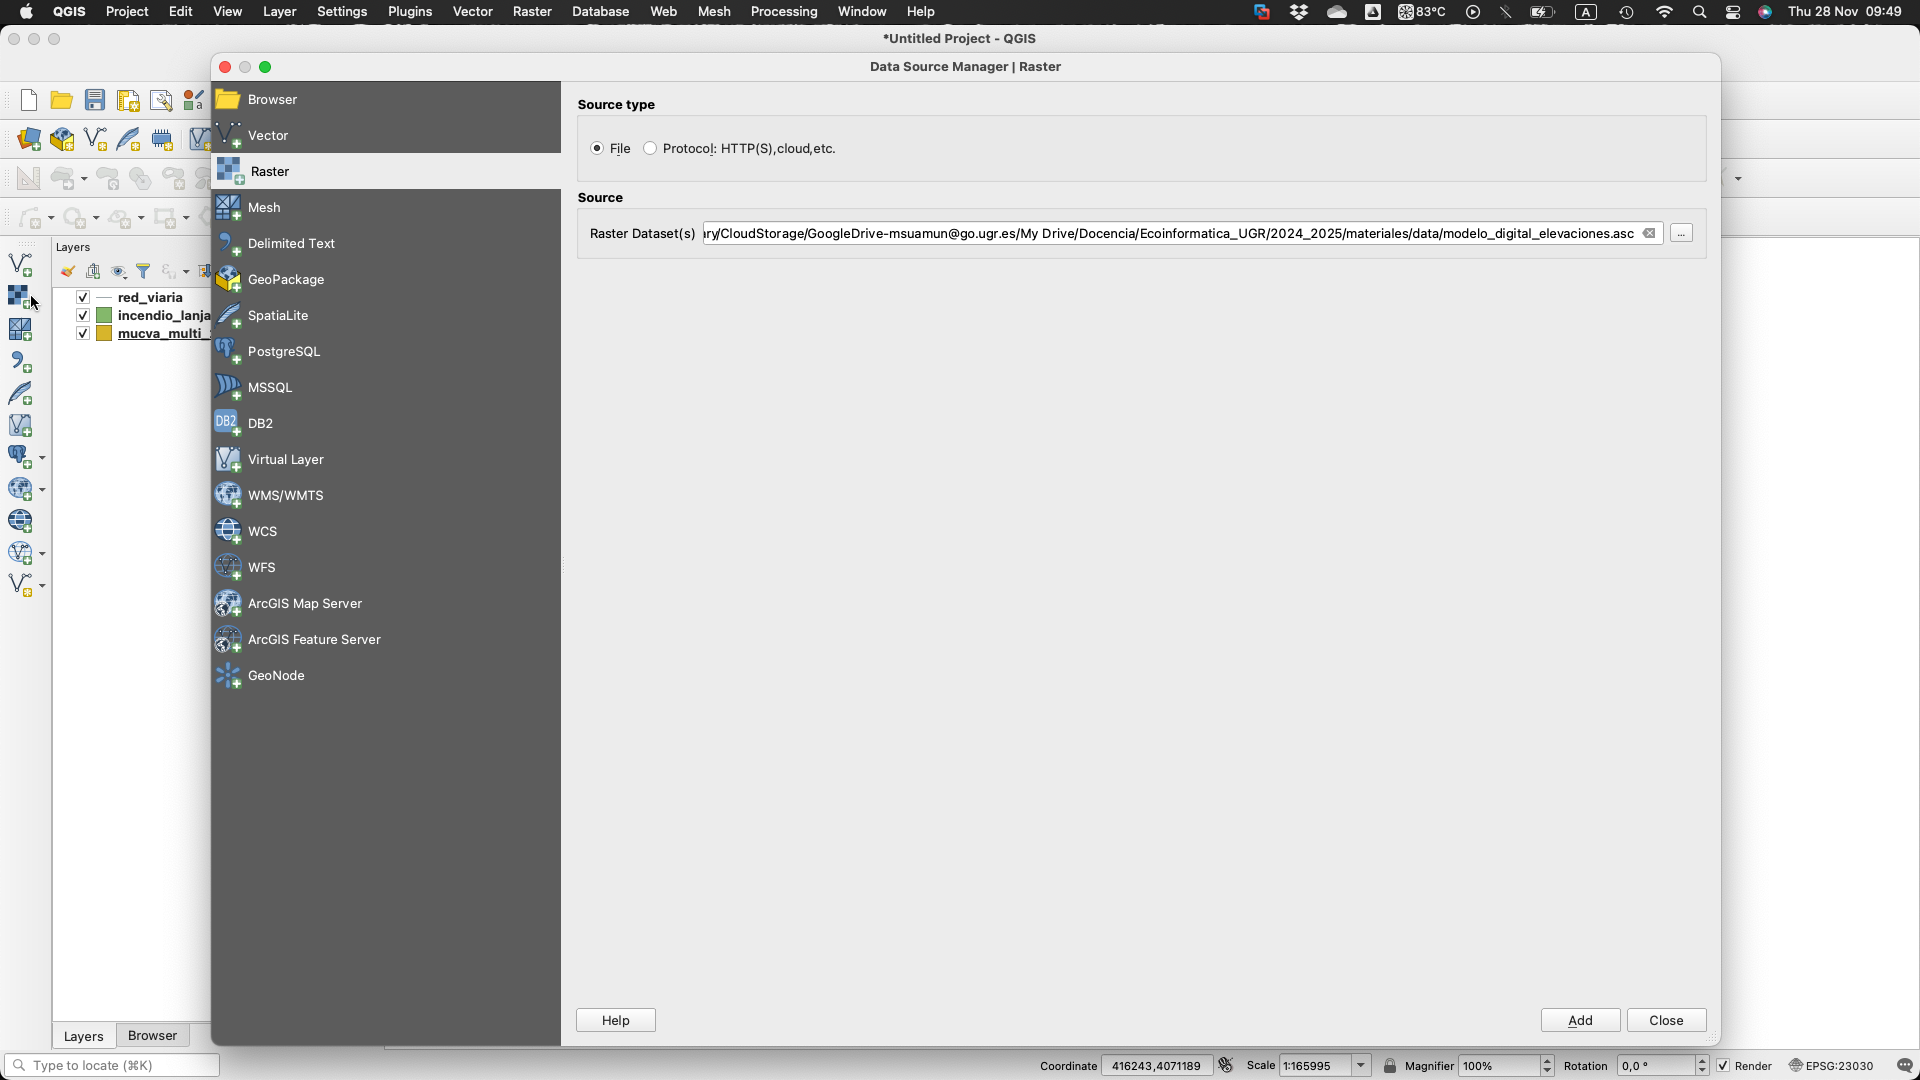 QGIS Project Edit View Layer Settings Plugins Vector Raster Database Web Mesh Processing Window Help 83°C A Thu 28 Nov 09:49
*Untitled Project - QGIS
Data Source Manager | Raster
Browser
Vector
Raster
Mesh
Delimited Text
GeoPackage
SpatiaLite
PostgreSQL
MSSQL
DB2 DB2
Virtual Layer
WMS/WMTS
WCS
WFS
ArcGIS Map Server
ArcGIS Feature Server
GeoNode
Source type
File Protocol: HTTP(S),cloud,etc.
Source
Raster Dataset(s) ry/CloudStorage/GoogleDrive-msuamun@go.ugr.es/My Drive/Docencia/Ecoinformatica_UGR/2024_2025/materiales/data/modelo_digital_elevaciones.asc ...
Help Add Close
Layers
red_viaria
incendio_lanja
mucva_multi_
Layers Browser
Type to locate (⌘K) Coordinate 416243,4071189 Scale 1:165995 Magnifier 100% Rotation 0,0 ° Render EPSG:23030